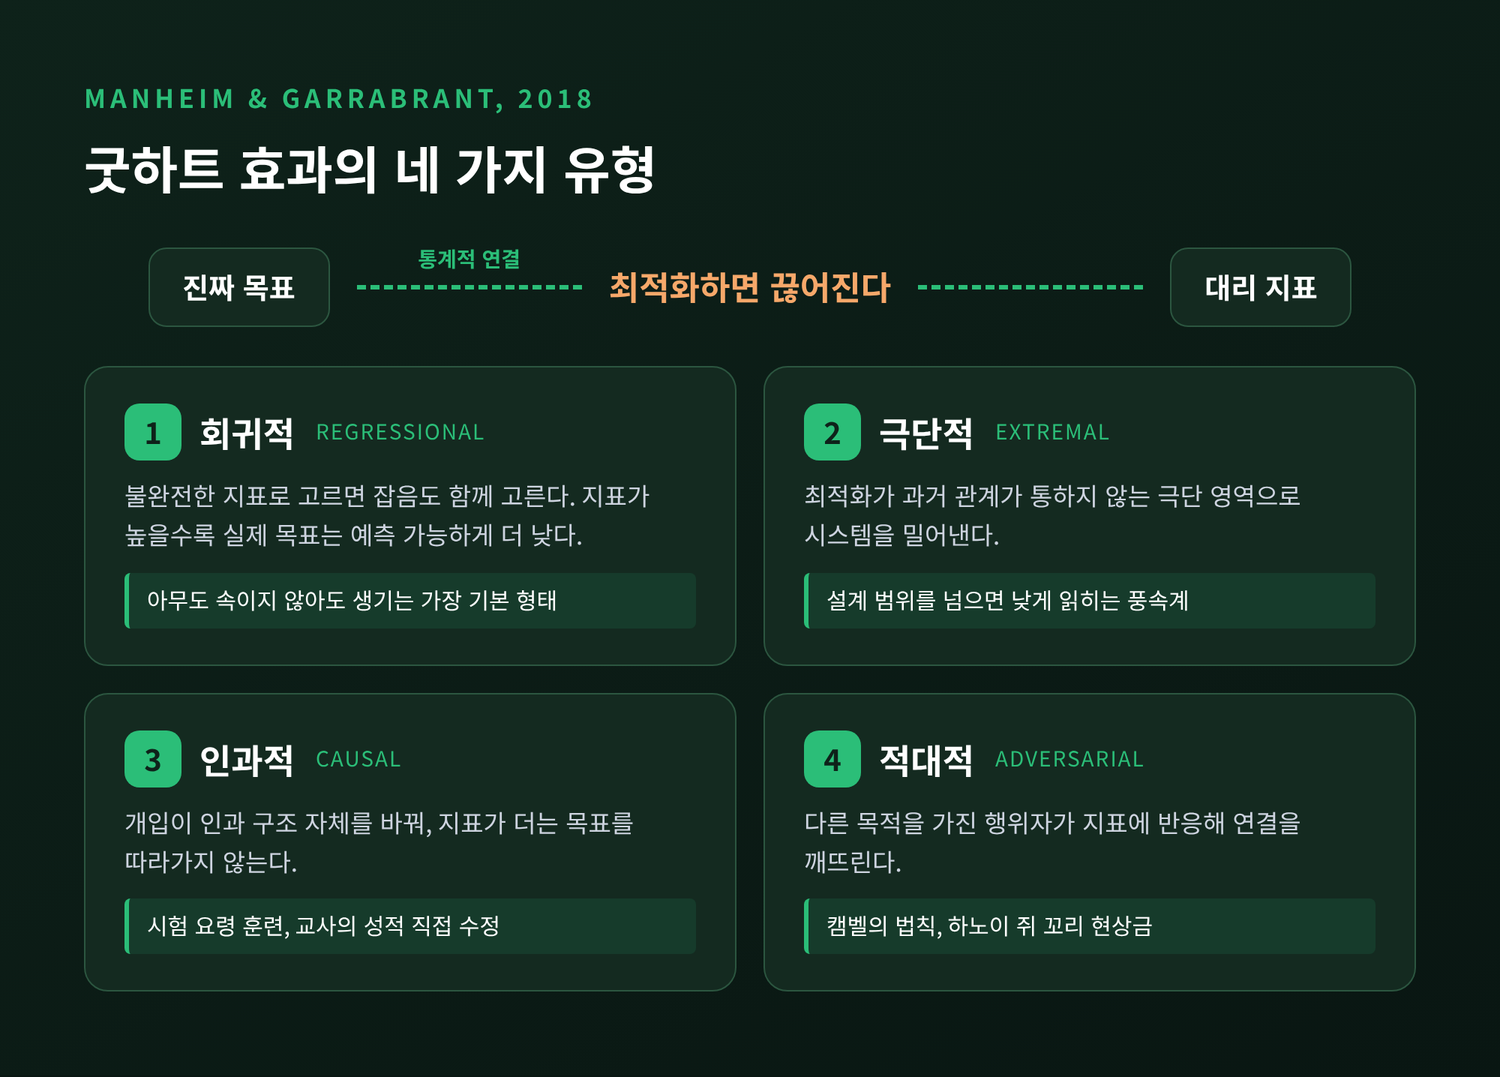 MANHEIM & GARRABRANT, 2018
굿하트 효과의 네 가지 유형
진짜 목표
통계적 연결
최적화하면 끊어진다
대리 지표
1 회귀적 REGRESSIONAL
불완전한 지표로 고르면 잡음도 함께 고른다. 지표가
높을수록 실제 목표는 예측 가능하게 더 낮다.
아무도 속이지 않아도 생기는 가장 기본 형태
2 극단적 EXTREMAL
최적화가 과거 관계가 통하지 않는 극단 영역으로
시스템을 밀어낸다.
설계 범위를 넘으면 낮게 읽히는 풍속계
3 인과적 CAUSAL
개입이 인과 구조 자체를 바꿔, 지표가 더는 목표를
따라가지 않는다.
시험 요령 훈련, 교사의 성적 직접 수정
4 적대적 ADVERSARIAL
다른 목적을 가진 행위자가 지표에 반응해 연결을
깨뜨린다.
캠벨의 법칙, 하노이 쥐 꼬리 현상금